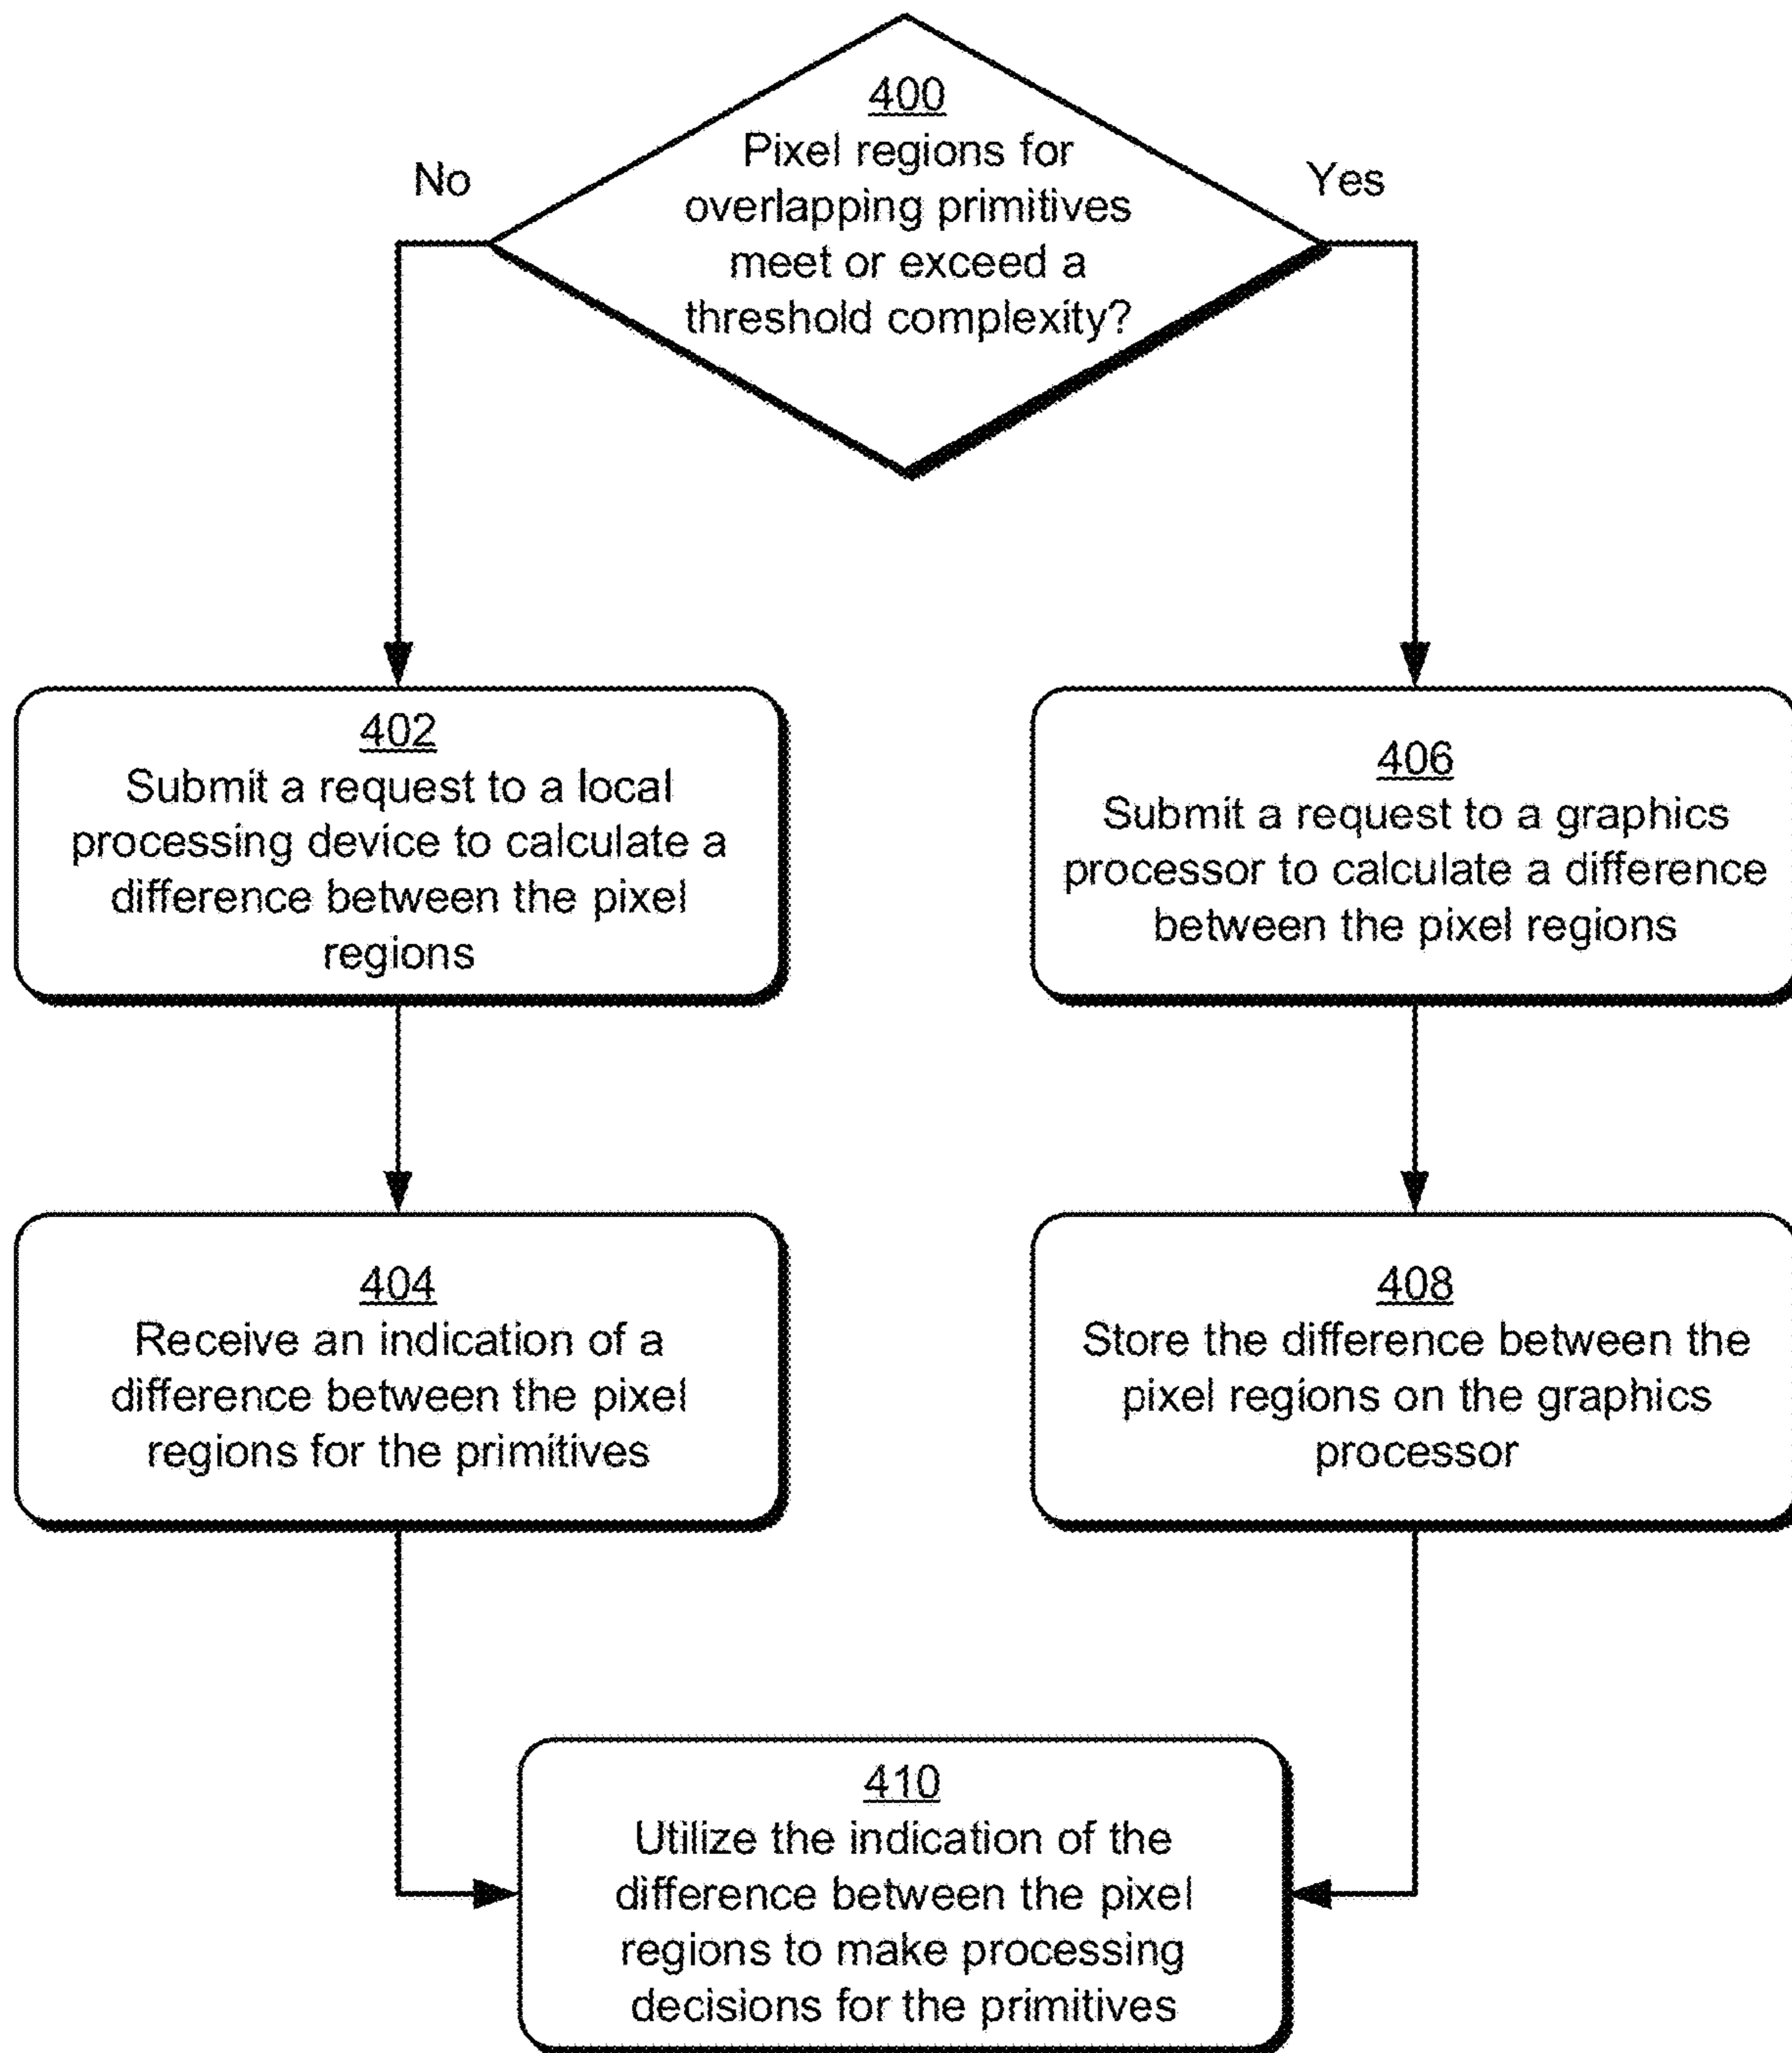 400
Pixel regions for
overlapping primitives
meet or exceed a
threshold complexity?
No
Yes
402
Submit a request to a local
processing device to calculate a
difference between the pixel
regions
406
Submit a request to a graphics
processor to calculate a difference
between the pixel regions
404
Receive an indication of a
difference between the pixel
regions for the primitives
408
Store the difference between the
pixel regions on the graphics
processor
410
Utilize the indication of the
difference between the pixel
regions to make processing
decisions for the primitives